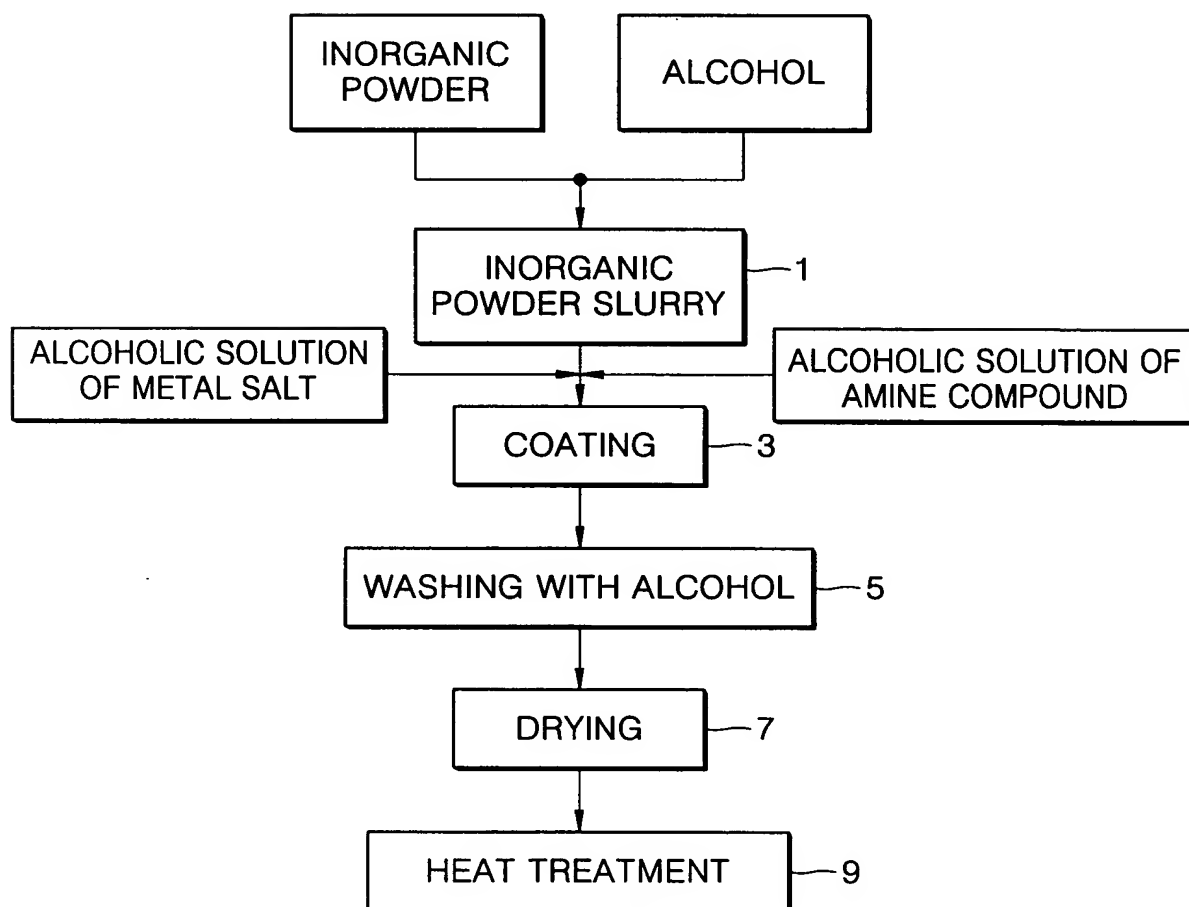 INORGANIC
POWDER
ALCOHOL
INORGANIC
POWDER SLURRY
1
ALCOHOLIC SOLUTION
OF METAL SALT
ALCOHOLIC SOLUTION OF
AMINE COMPOUND
COATING
3
WASHING WITH ALCOHOL
5
DRYING
7
HEAT TREATMENT
9